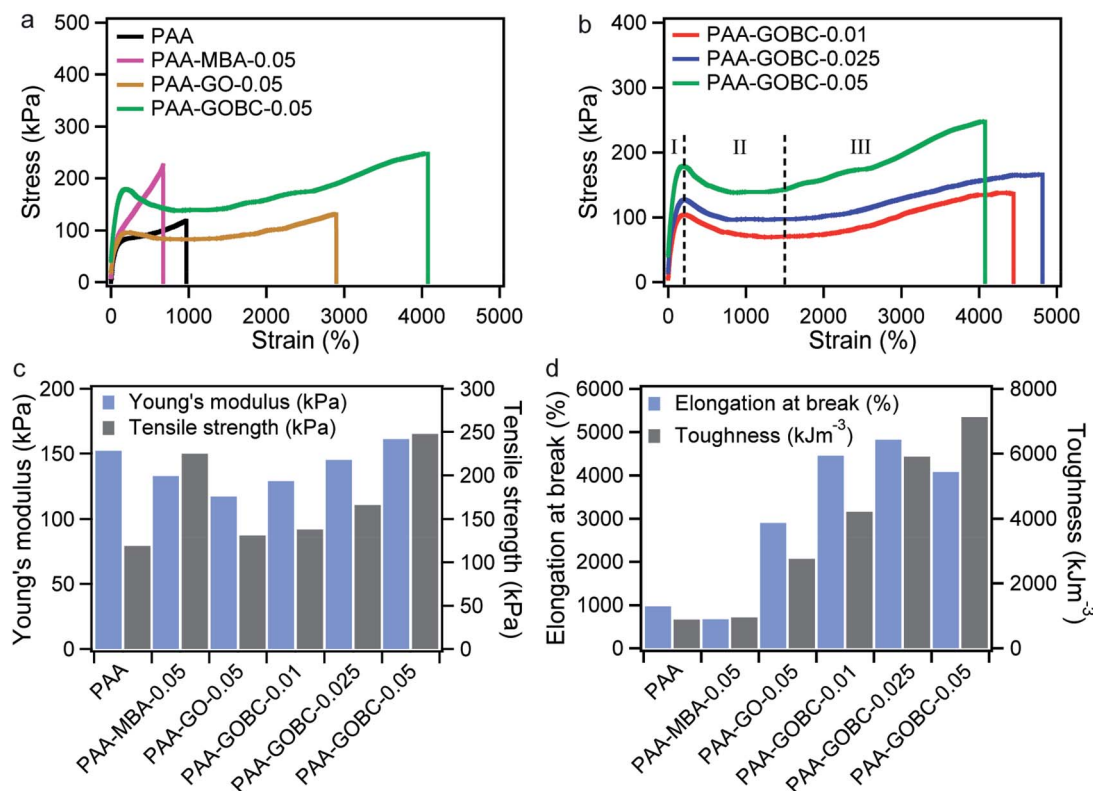 a
500
400
300
200
100
0
Stress (kPa)
PAA
PAA-MBA-0.05
PAA-GO-0.05
PAA-GOBC-0.05
0 1000 2000 3000 4000 5000
Strain (%)
b
400
300
200
100
0
Stress (kPa)
PAA-GOBC-0.01
PAA-GOBC-0.025
PAA-GOBC-0.05
I II III
0 1000 2000 3000 4000 5000
Strain (%)
c
200
150
100
50
0
Young's modulus (kPa)
Young's modulus (kPa)
Tensile strength (kPa)
300
250
200
150
100
50
0
Tensile strength
(kPa)
PAA
PAA-MBA-0.05
PAA-GO-0.05
PAA-GOBC-0.01
PAA-GOBC-0.025
PAA-GOBC-0.05
d
6000
5000
4000
3000
2000
1000
0
Elongation at break (%)
Elongation at break (%)
Toughness (kJm⁻³)
8000
6000
4000
2000
0
Toughness (kJm⁻³)
PAA
PAA-MBA-0.05
PAA-GO-0.05
PAA-GOBC-0.01
PAA-GOBC-0.025
PAA-GOBC-0.05